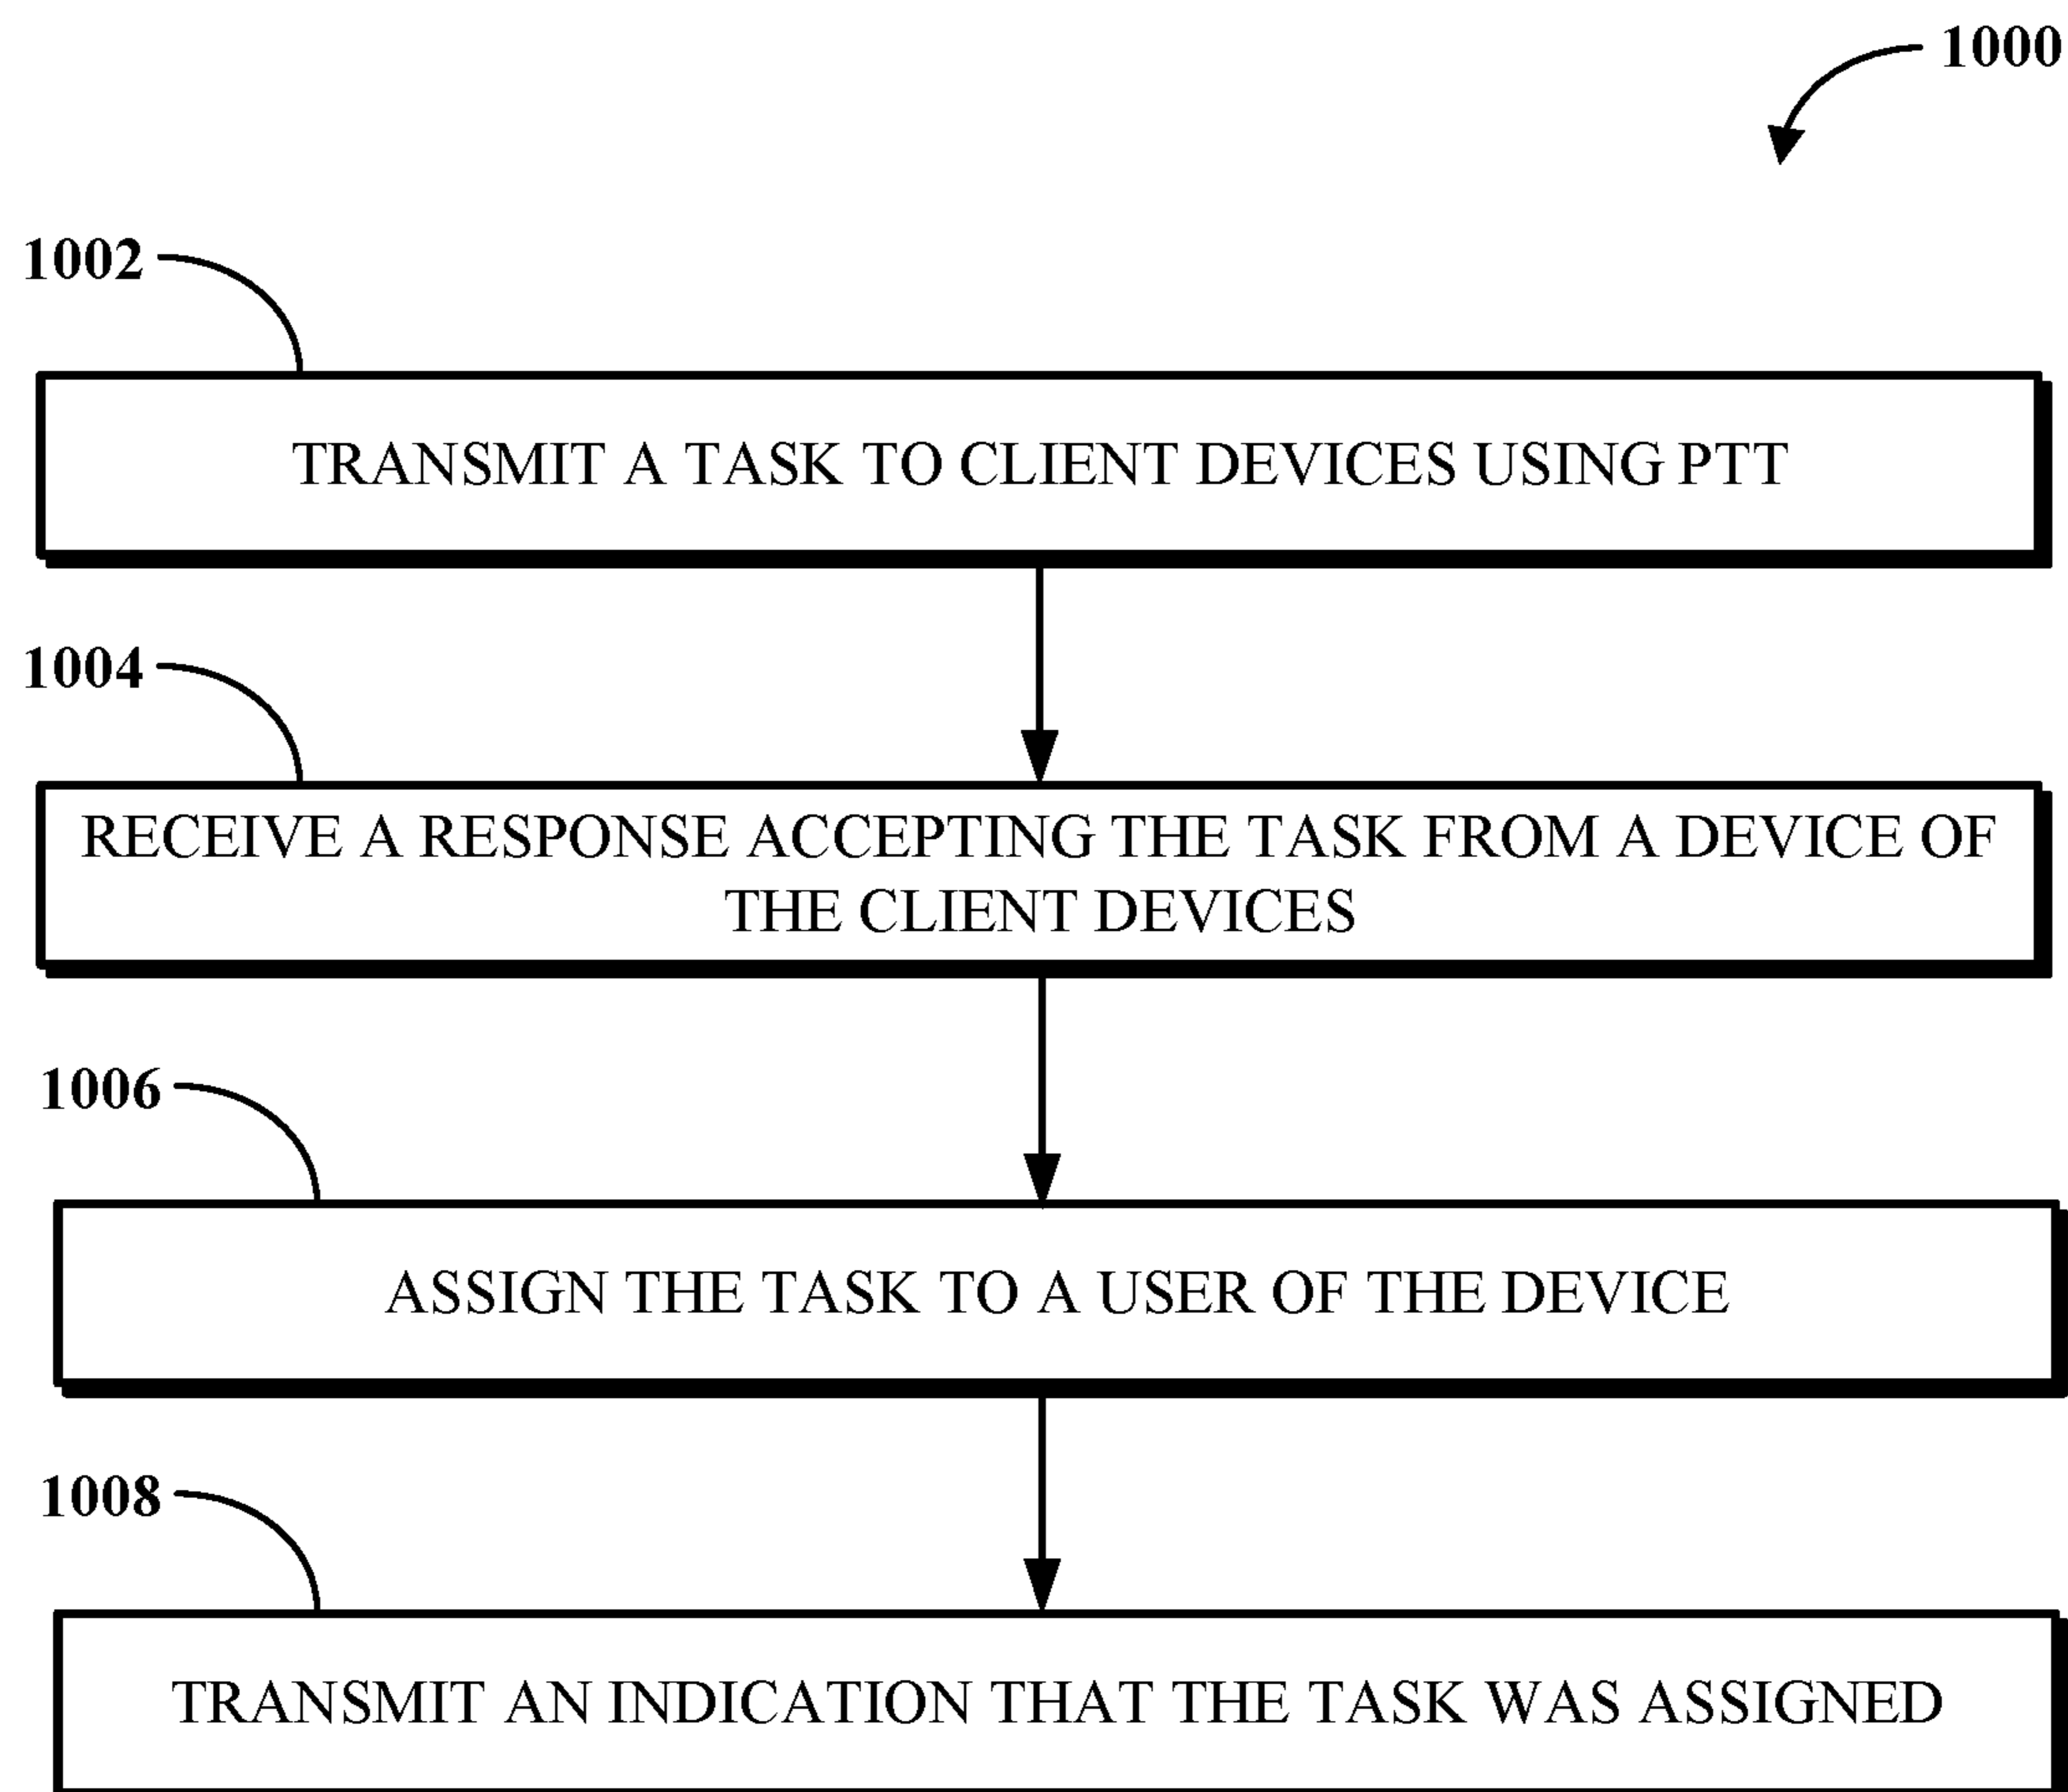 1000
1002
TRANSMIT A TASK TO CLIENT DEVICES USING PTT
1004
RECEIVE A RESPONSE ACCEPTING THE TASK FROM A DEVICE OF
THE CLIENT DEVICES
1006
ASSIGN THE TASK TO A USER OF THE DEVICE
1008
TRANSMIT AN INDICATION THAT THE TASK WAS ASSIGNED